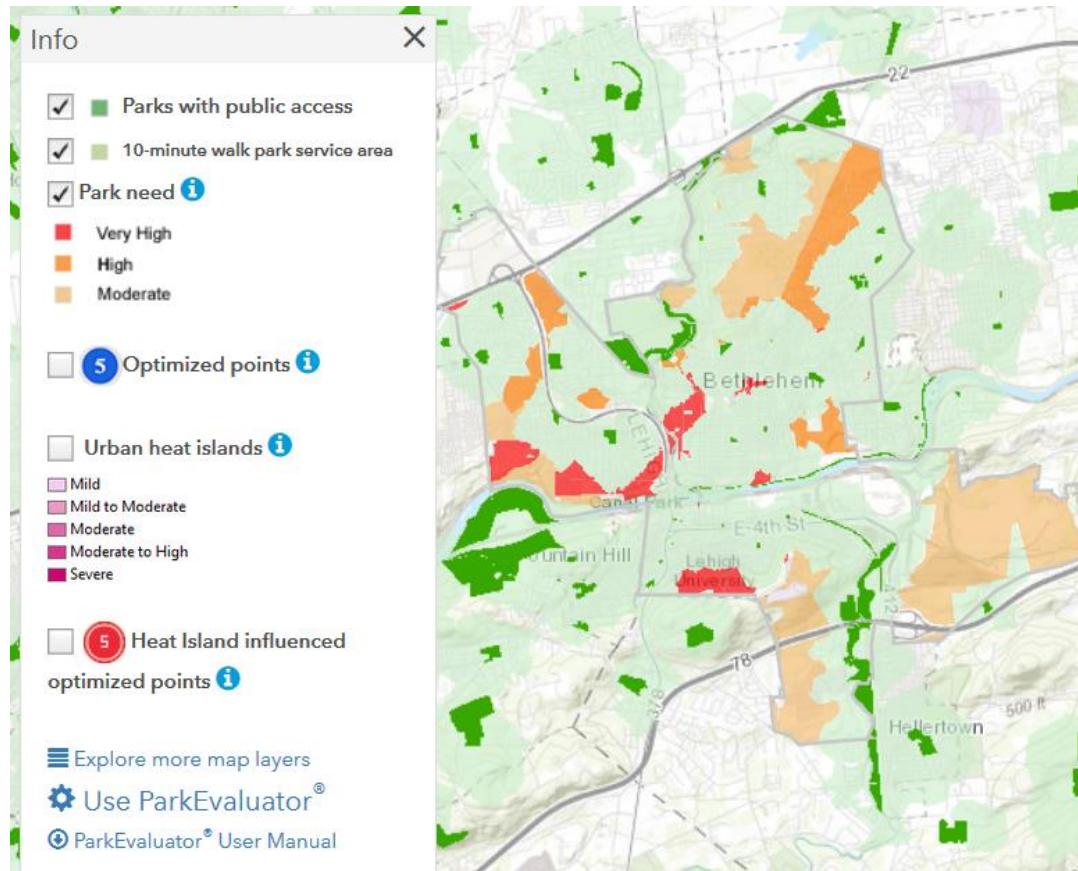 Info
Parks with public access
10-minute walk park service area
Park need
Very High
High
Moderate
5 Optimized points
Urban heat islands
Mild
Mild to Moderate
Moderate
Moderate to High
Severe
5 Heat Island influenced
optimized points
Explore more map layers
Use ParkEvaluator®
ParkEvaluator® User Manual
22
Bethlehem
LEHIGH
Canal Park
E 4th St
ountain Hill
Lehigh
University
412
78
378
500 ft
Hellertown